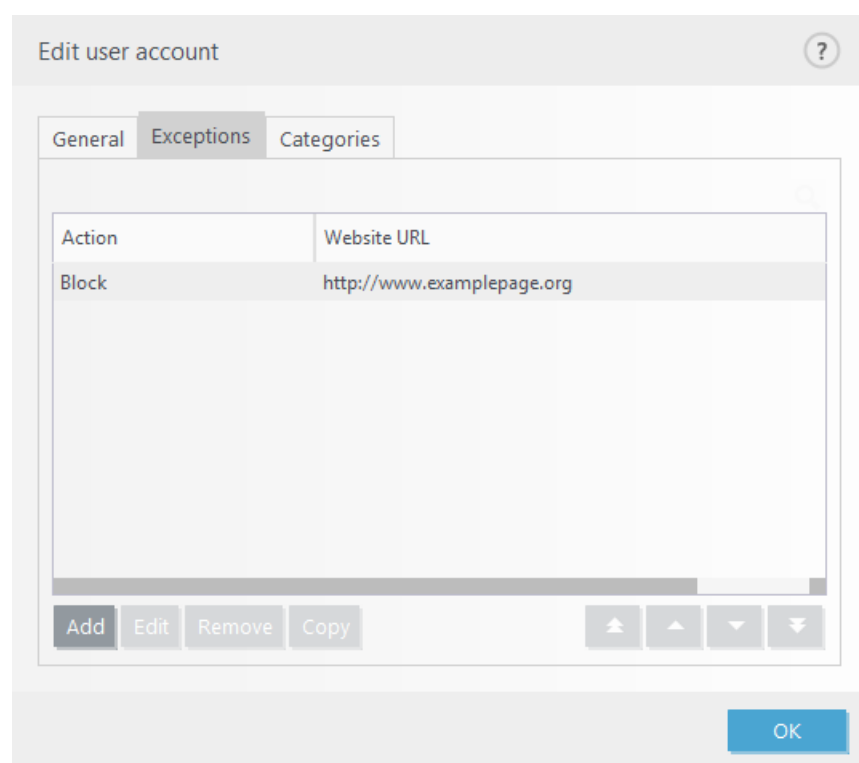 Edit user account ?
General Exceptions Categories
Action Website URL
Block http://www.examplepage.org
Add Edit Remove Copy
OK